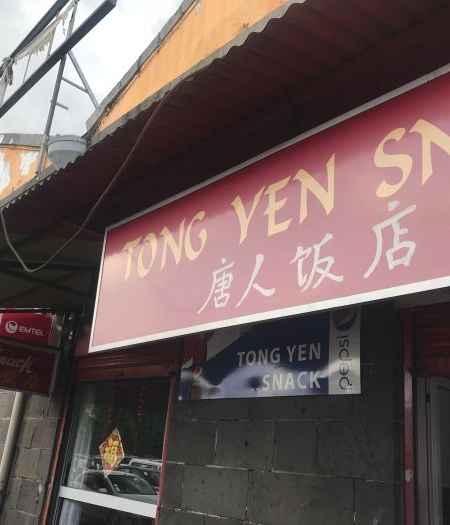 TONG YEN SN
唐人饭店
EMTEL
TONG YEN
SNACK
pepsi